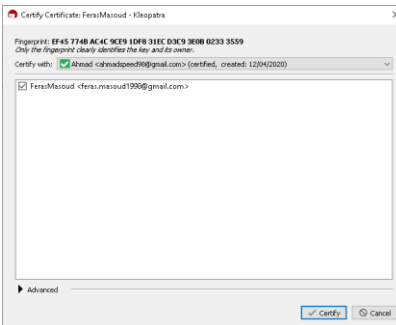 Certify Certificate: FerasMasoud - Kleopatra
Fingerprint: EF45 774B AC4C 9CE9 1DF8 31EC D3C9 3E0B 0233 3559
Only the fingerprint clearly identifies the key and its owner.
Certify with: Ahmad <ahmadspeed98@gmail.com> (certified, created: 12/04/2020)
FerasMasoud <feras.masoud1998@gmail.com>
Advanced
Certify Cancel